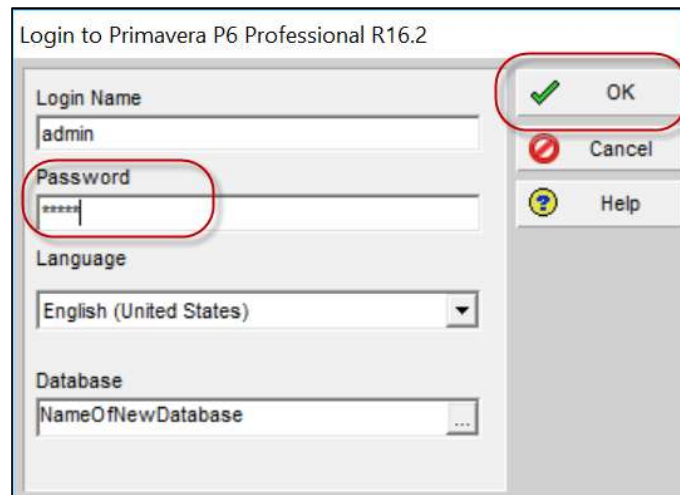 Login to Primavera P6 Professional R16.2
Login Name
admin
Password
*****
Language
English (United States)
Database
NameOfNewDatabase
...
OK
Cancel
?
Help